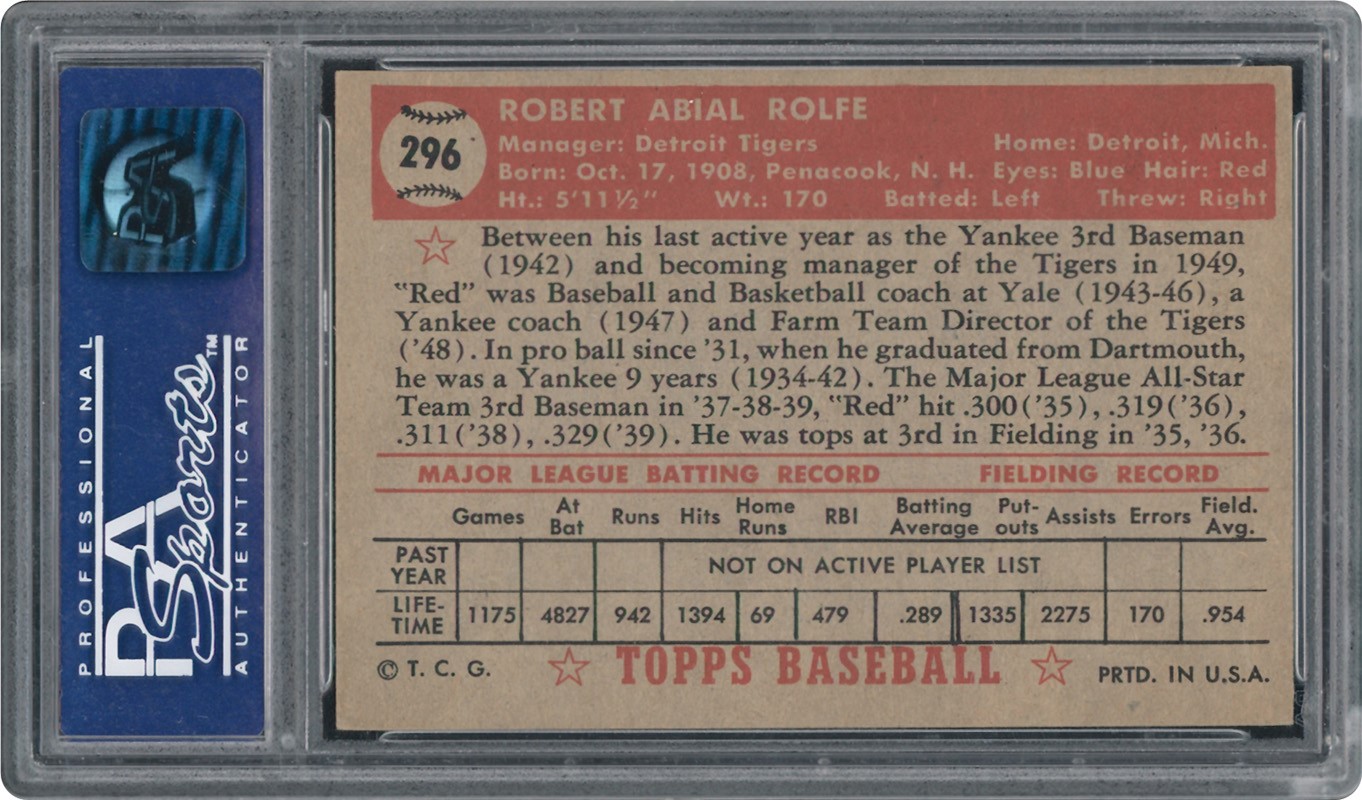 PROFESSIONAL
PSA
Sports™
AUTHENTICATOR
PSA
296
ROBERT ABIAL ROLFE
Manager: Detroit Tigers Home: Detroit, Mich.
Born: Oct. 17, 1908, Penacook, N. H. Eyes: Blue Hair: Red
Ht.: 5'11½" Wt.: 170 Batted: Left Threw: Right
Between his last active year as the Yankee 3rd Baseman
(1942) and becoming manager of the Tigers in 1949,
"Red" was Baseball and Basketball coach at Yale (1943-46), a
Yankee coach (1947) and Farm Team Director of the Tigers
('48). In pro ball since '31, when he graduated from Dartmouth,
he was a Yankee 9 years (1934-42). The Major League All-Star
Team 3rd Baseman in '37-38-39, "Red" hit .300 ('35), .319 ('36),
.311 ('38), .329 ('39). He was tops at 3rd in Fielding in '35, '36.
MAJOR LEAGUE BATTING RECORD FIELDING RECORD
Games At Bat Runs Hits Home Runs RBI Batting Average Put-outs Assists Errors Field. Avg.
PAST YEAR NOT ON ACTIVE PLAYER LIST
LIFE-TIME 1175 4827 942 1394 69 479 .289 1335 2275 170 .954
© T. C. G. ☆ TOPPS BASEBALL ☆ PRTD. IN U.S.A.